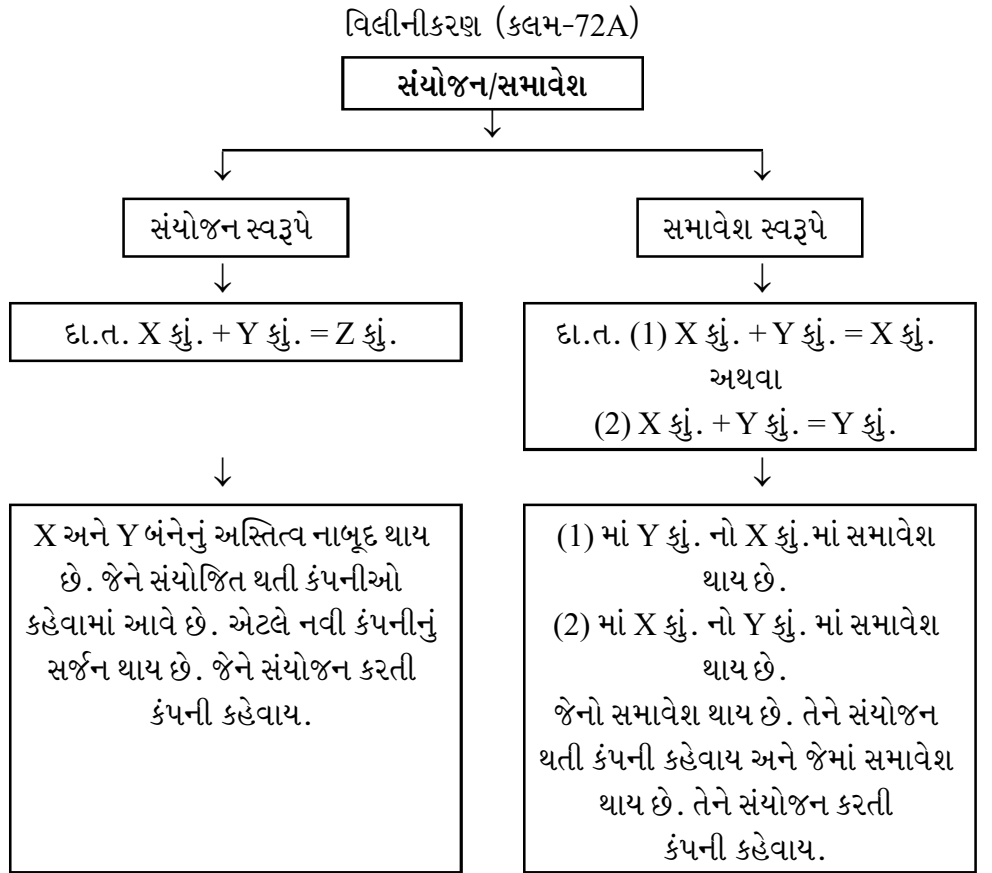 વિલીનીકરણ (કલમ-72A)
સંયોજન/સમાવેશ
સંયોજન સ્વરૂપે
સમાવેશ સ્વરૂપે
દા.ત. X કાું. + Y કાું. = Z કાું.
દા.ત. (1) X કાું. + Y કાું. = X કાું.
અથવા
(2) X કાું. + Y કાું. = Y કાું.
X અને Y બંનેનું અસ્તિત્વ નાબૂદ થાય
છે. જેને સંયોજિત થતી કંપનીઓ
કહેવામાં આવે છે. એટલે નવી કંપનીનું
સર્જન થાય છે. જેને સંયોજન કરતી
કંપની કહેવાય.
(1) માં Y કાું. નો X કાું.માં સમાવેશ
થાય છે.
(2) માં X કાું. નો Y કાું. માં સમાવેશ
થાય છે.
જેનો સમાવેશ થાય છે. તેને સંયોજન
થતી કંપની કહેવાય અને જેમાં સમાવેશ
થાય છે. તેને સંયોજન કરતી
કંપની કહેવાય.